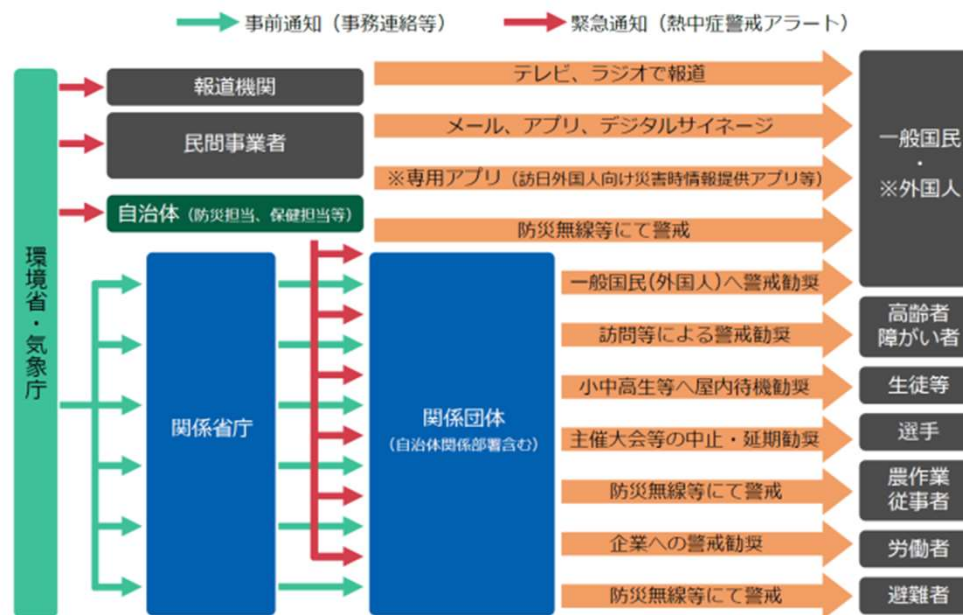 事前通知（事務連絡等）
緊急通知（熱中症警戒アラート）
環境省・気象庁
報道機関
テレビ、ラジオで報道
民間事業者
メール、アプリ、デジタルサイネージ
※専用アプリ（訪日外国人向け災害時情報提供アプリ等）
自治体（防災担当、保健担当等）
防災無線等にて警戒
一般国民
・
※外国人
関係省庁
関係団体
（自治体関係部署含む）
一般国民(外国人)へ警戒勧奨
訪問等による警戒勧奨
高齢者
障がい者
小中高生等へ屋内待機勧奨
生徒等
主催大会等の中止・延期勧奨
選手
防災無線等にて警戒
農作業
従事者
企業への警戒勧奨
労働者
防災無線等にて警戒
避難者